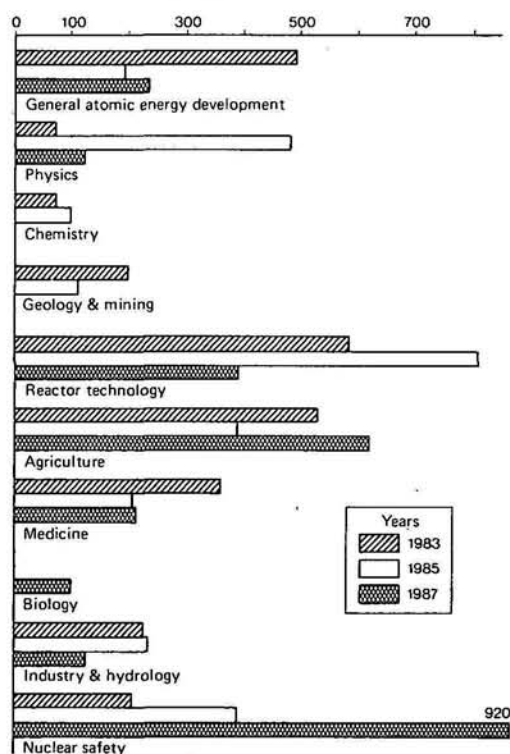 0 100 300 500 700
General atomic energy development
Physics
Chemistry
Geology & mining
Reactor technology
Agriculture
Medicine
Years
1983
1985
1987
Biology
Industry & hydrology
920
Nuclear safety